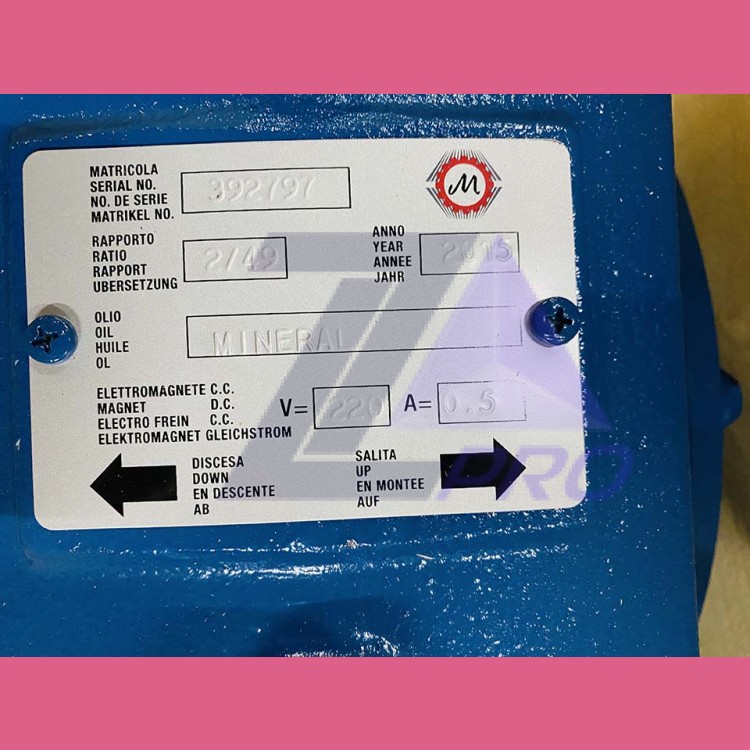 MATRICOLA
SERIAL NO.
NO. DE SERIE
MATRIKEL NO.
392797
M
RAPPORTO
RATIO
RAPPORT
UBERSETZUNG
2/49
ANNO
YEAR
ANNEE
JAHR
2015
OLIO
OIL
HUILE
OL
MINERAL
ELETTROMAGNETE C.C.
MAGNET D.C.
ELECTRO FREIN C.C.
ELEKTROMAGNET GLEICHSTROM
V= 220 A= 0.5
DISCESA
DOWN
EN DESCENTE
AB
SALITA
UP
EN MONTEE
AUF
PRO